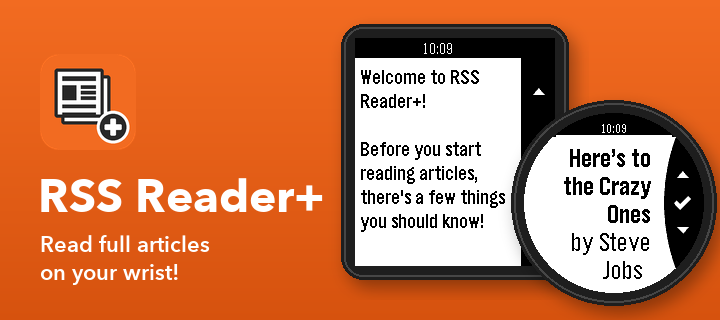 RSS Reader+
Read full articles
on your wrist!
10:09
Welcome to RSS
Reader+!
Before you start
reading articles,
there's a few things
you should know!
10:09
Here's to
the Crazy
Ones
by Steve
Jobs